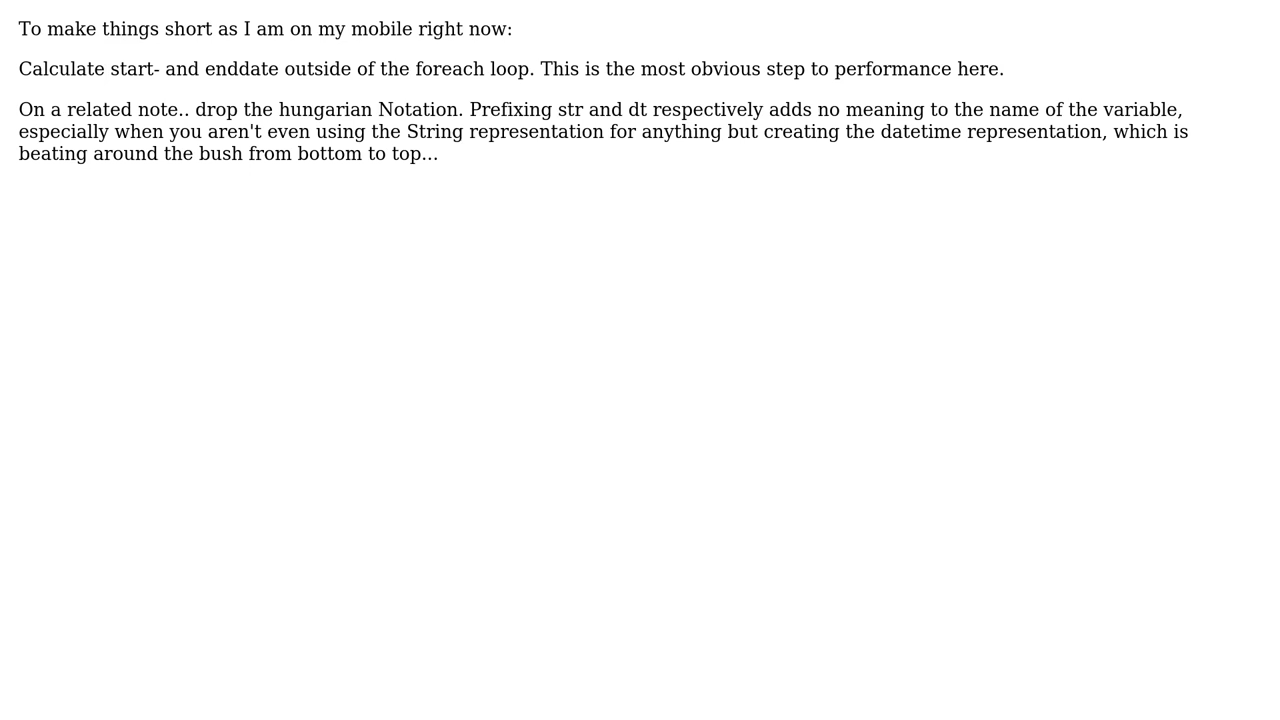 To make things short as I am on my mobile right now:
Calculate start- and enddate outside of the foreach loop. This is the most obvious step to performance here.
On a related note.. drop the hungarian Notation. Prefixing str and dt respectively adds no meaning to the name of the variable,
especially when you aren't even using the String representation for anything but creating the datetime representation, which is
beating around the bush from bottom to top...